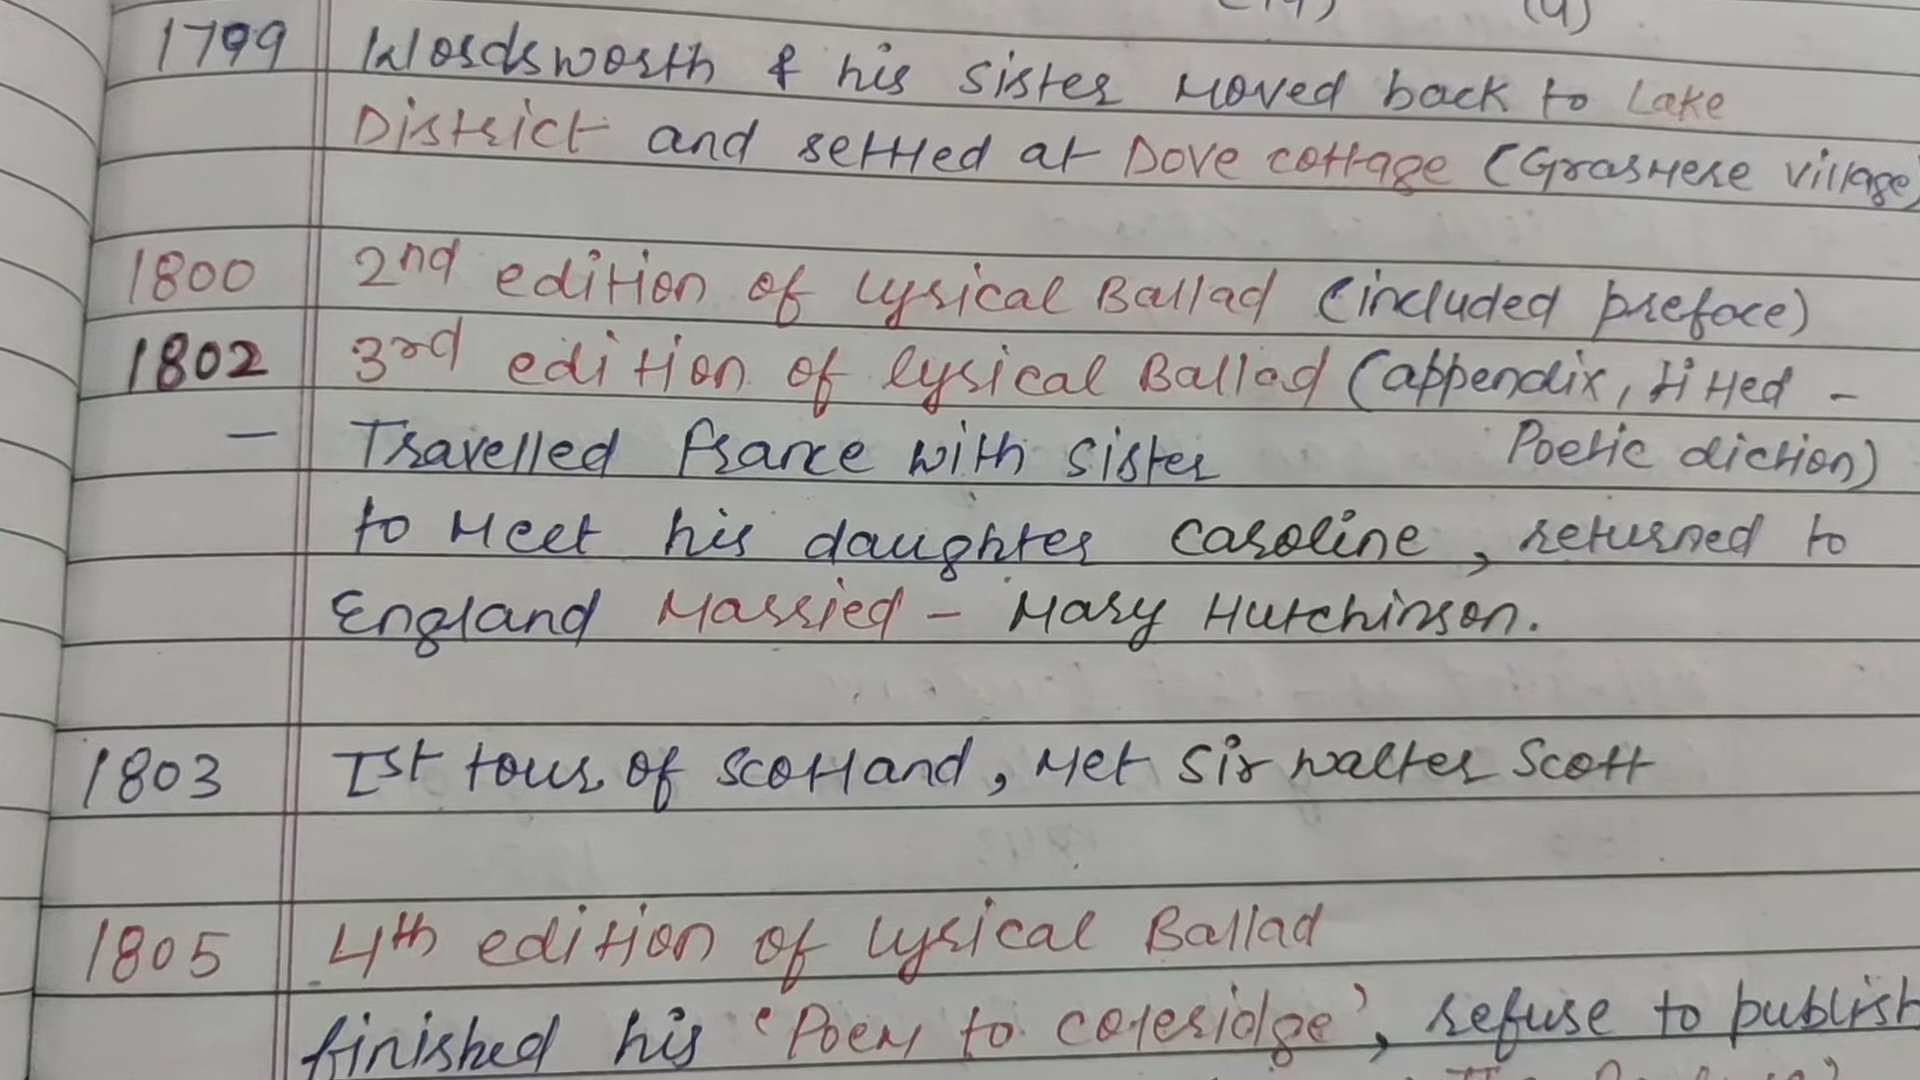 (19) (9)
1799 Wordsworth & his sister moved back to Lake
District and settled at Dove cottage (Grasmere village)
1800 2nd edition of Lyrical Ballad (included preface)
1802 3rd edition of lyrical Ballad (appendix, titled -
Poetic diction)
- Travelled france with sister
to meet his daughter Caroline, returned to
England Married - Mary Hutchinson.
1803 Ist tour of scotland, met Sir walter Scott
1805 4th edition of Lyrical Ballad
finished his 'Poem to coleridge', refuse to publish